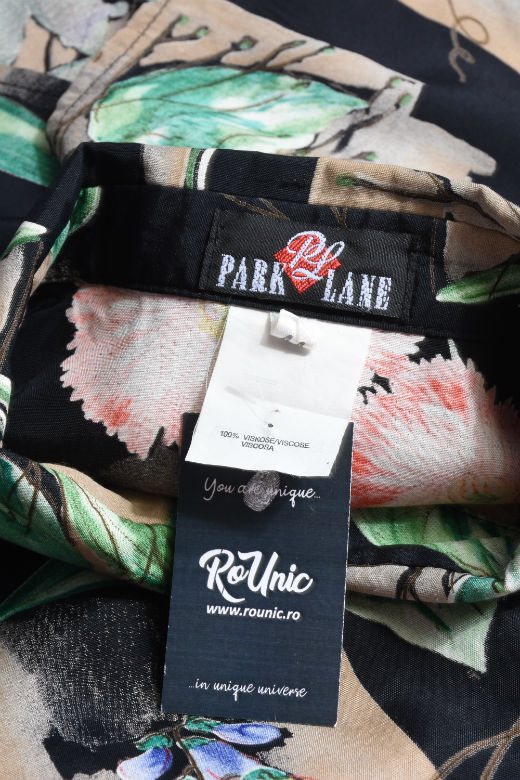 PL
PARK LANE
100% VISKOSE/VISCOSE
VISCOSA
You are unique...
RoUnic
www.rounic.ro
...in unique universe